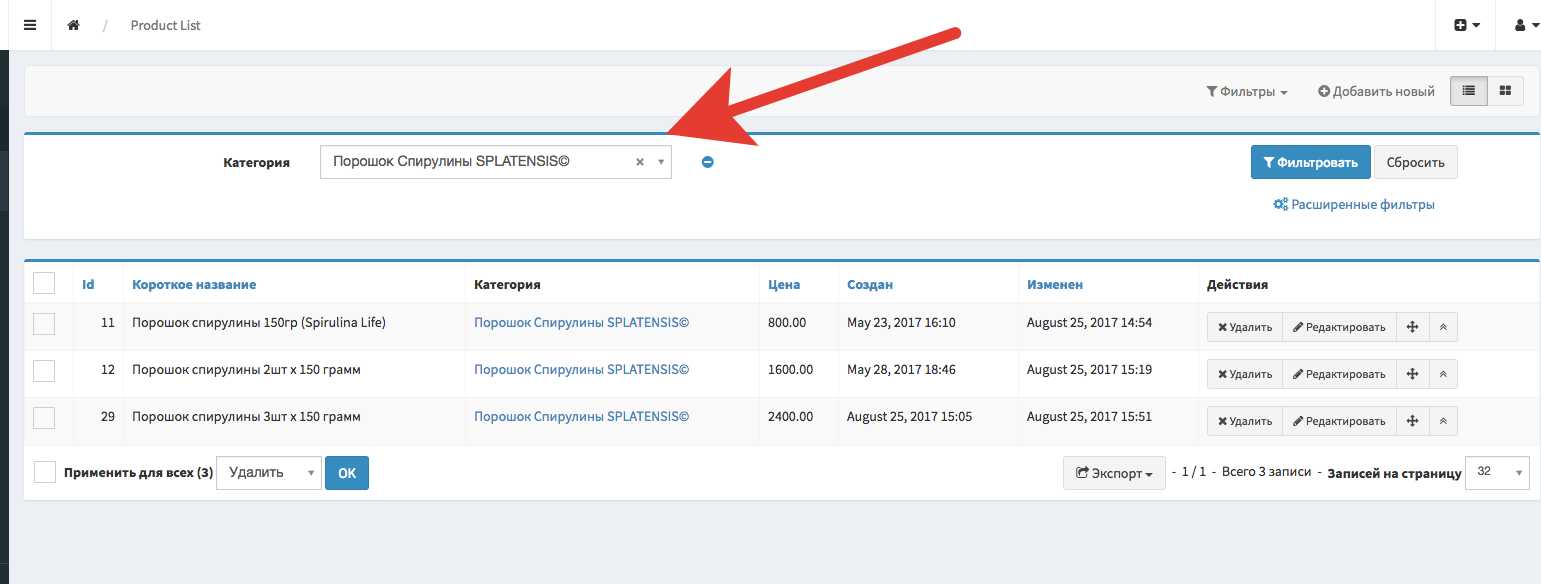 / Product List
Фильтры Добавить новый
Категория Порошок Спирулины SPLATENSIS© × Фильтровать Сбросить
Расширенные фильтры
Id Короткое название Категория Цена Создан Изменен Действия
11 Порошок спирулины 150гр (Spirulina Life) Порошок Спирулины SPLATENSIS© 800.00 May 23, 2017 16:10 August 25, 2017 14:54 Удалить Редактировать
12 Порошок спирулины 2шт x 150 грамм Порошок Спирулины SPLATENSIS© 1600.00 May 28, 2017 18:46 August 25, 2017 15:19 Удалить Редактировать
29 Порошок спирулины 3шт x 150 грамм Порошок Спирулины SPLATENSIS© 2400.00 August 25, 2017 15:05 August 25, 2017 15:51 Удалить Редактировать
Применить для всех (3) Удалить OK Экспорт - 1 / 1 - Всего 3 записи - Записей на страницу 32